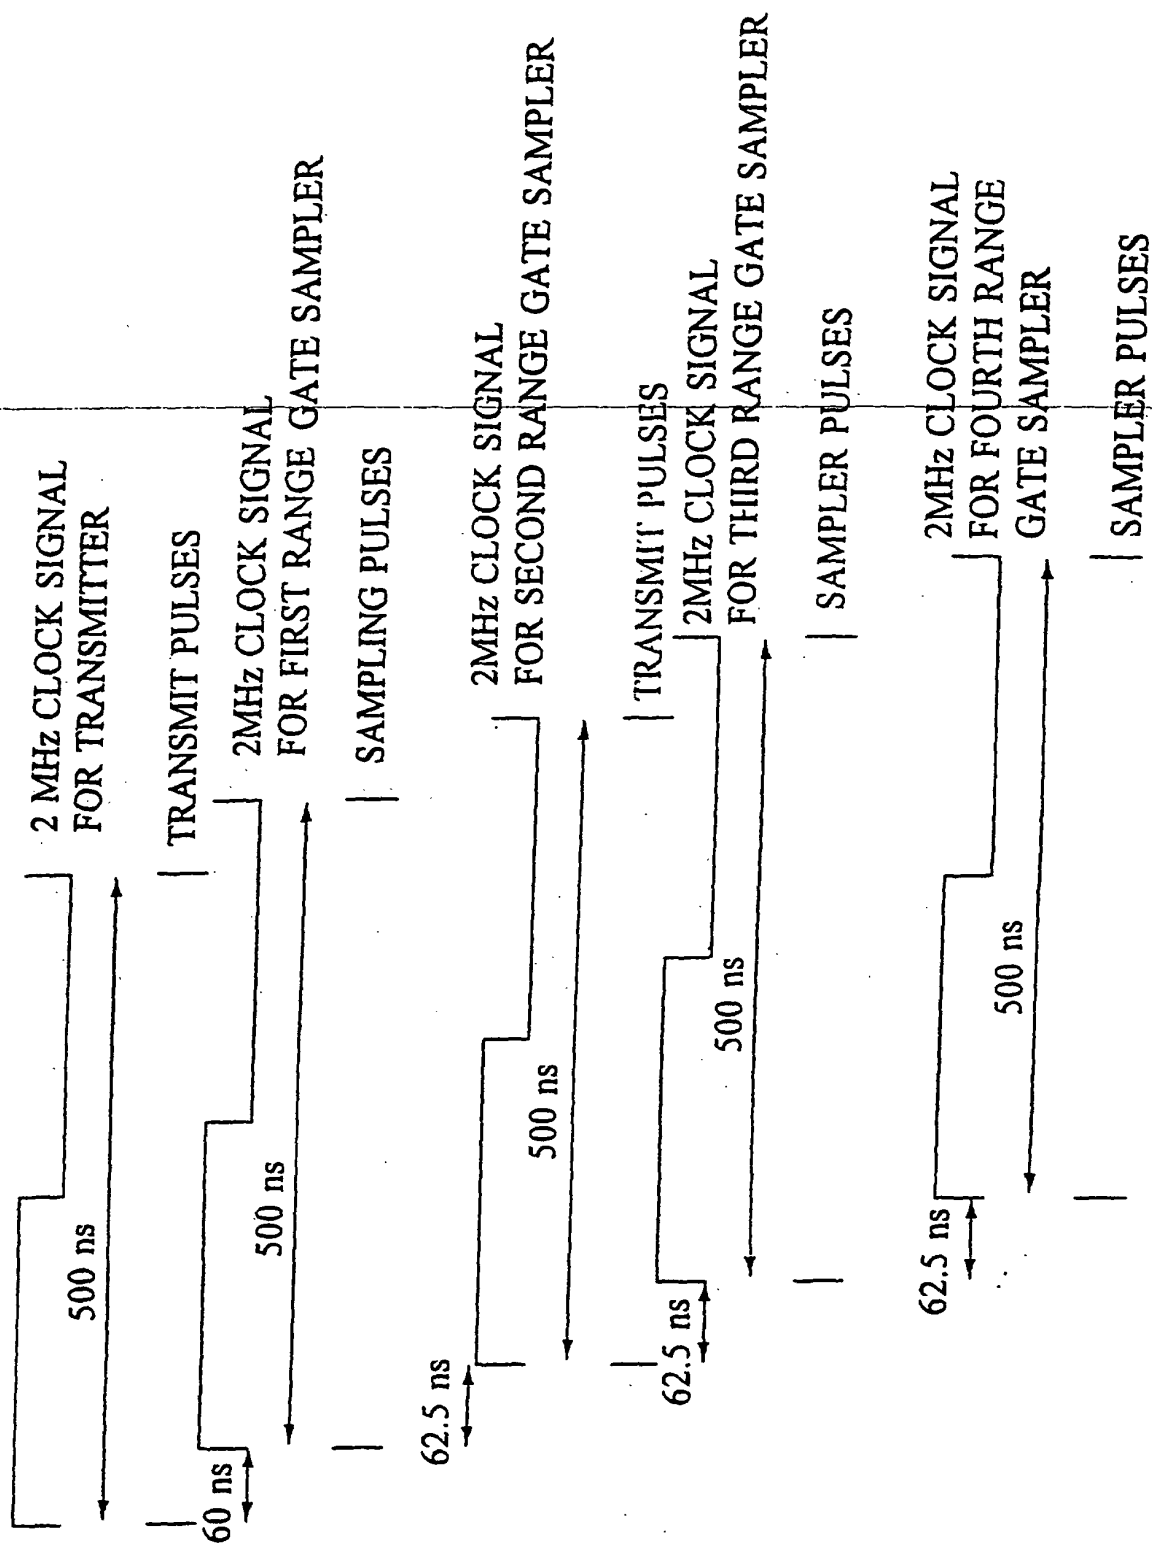 2 MHz CLOCK SIGNAL
FOR TRANSMITTER
500 ns
TRANSMIT PULSES
60 ns
2MHz CLOCK SIGNAL
FOR FIRST RANGE GATE SAMPLER
500 ns
SAMPLING PULSES
62.5 ns
2MHz CLOCK SIGNAL
FOR SECOND RANGE GATE SAMPLER
500 ns
TRANSMIT PULSES
62.5 ns
2MHz CLOCK SIGNAL
FOR THIRD RANGE GATE SAMPLER
500 ns
SAMPLER PULSES
62.5 ns
2MHz CLOCK SIGNAL
FOR FOURTH RANGE
GATE SAMPLER
500 ns
SAMPLER PULSES